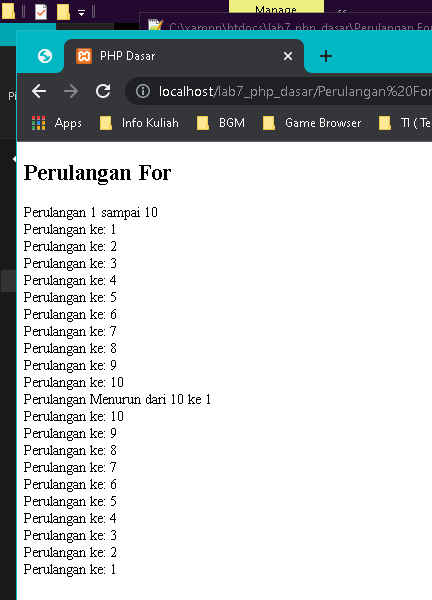 Manage
C:\xampp\htdocs\lab7_php_dasar\Perulangan For
PHP Dasar
localhost/lab7_php_dasar/Perulangan%20For
Apps
Info Kuliah
BGM
Game Browser
TI ( Te
Perulangan For
Perulangan 1 sampai 10
Perulangan ke: 1
Perulangan ke: 2
Perulangan ke: 3
Perulangan ke: 4
Perulangan ke: 5
Perulangan ke: 6
Perulangan ke: 7
Perulangan ke: 8
Perulangan ke: 9
Perulangan ke: 10
Perulangan Menurun dari 10 ke 1
Perulangan ke: 10
Perulangan ke: 9
Perulangan ke: 8
Perulangan ke: 7
Perulangan ke: 6
Perulangan ke: 5
Perulangan ke: 4
Perulangan ke: 3
Perulangan ke: 2
Perulangan ke: 1